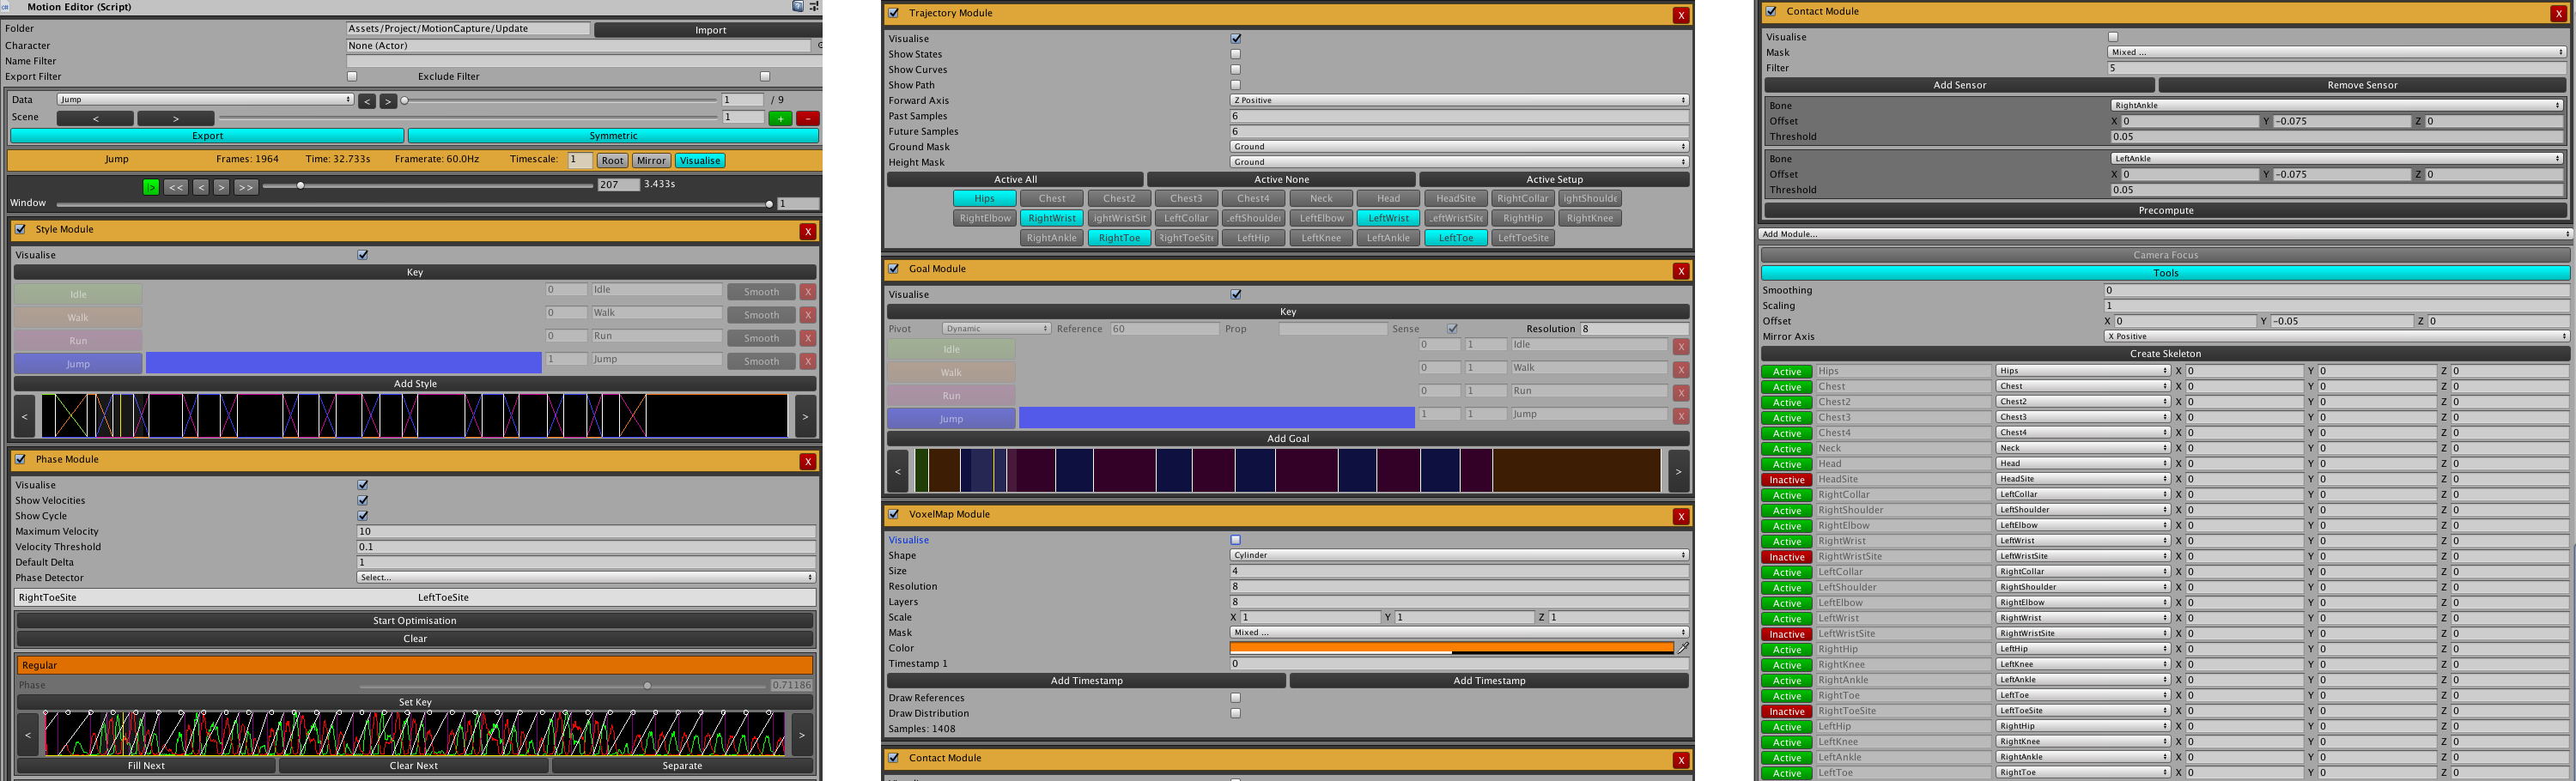 Motion Editor (Script)
Folder Assets/Project/MotionCapture/Update Import
Character None (Actor)
Name Filter
Export Filter Exclude Filter
Data Jump < > 1 / 9
Scene < > 1 + -
Export Symmetric
Jump Frames: 1964 Time: 32.733s Framerate: 60.0Hz Timescale: 1 Root Mirror Visualise
|> << < > >> 207 3.433s
Window 1
Style Module X
Visualise
Key
Idle 0 Idle Smooth X
Walk 0 Walk Smooth X
Run 0 Run Smooth X
Jump 1 Jump Smooth X
Add Style
< >
Phase Module X
Visualise
Show Velocities
Show Cycle
Maximum Velocity 10
Velocity Threshold 0.1
Default Delta 1
Phase Detector Select...
RightToeSite LeftToeSite
Start Optimisation
Clear
Regular
Phase 0.71186
Set Key
< >
Fill Next Clear Next Separate
Trajectory Module X
Visualise
Show States
Show Curves
Show Path
Forward Axis Z Positive
Past Samples 6
Future Samples 6
Ground Mask Ground
Height Mask Ground
Active All Active None Active Setup
Hips Chest Chest2 Chest3 Chest4 Neck Head HeadSite RightCollar ightShoulde
RightElbow RightWrist ightWristSit LeftCollar .eftShoulder LeftElbow LeftWrist .eftWristSite RightHip RightKnee
RightAnkle RightToe RightToeSite LeftHip LeftKnee LeftAnkle LeftToe LeftToeSite
Goal Module X
Visualise
Key
Pivot Dynamic Reference 60 Prop Sense Resolution 8
Idle 0 1 Idle X
Walk 0 1 Walk X
Run 0 1 Run X
Jump 1 1 Jump X
Add Goal
< >
VoxelMap Module X
Visualise
Shape Cylinder
Size 4
Resolution 8
Layers 8
Scale X 1 Y 1 Z 1
Mask Mixed ...
Color
Timestamp 1 0
Add Timestamp Add Timestamp
Draw References
Draw Distribution
Samples: 1408
Contact Module X
Contact Module X
Visualise
Mask Mixed ...
Filter 5
Add Sensor Remove Sensor
Bone RightAnkle
Offset X 0 Y -0.075 Z 0
Threshold 0.05
Bone LeftAnkle
Offset X 0 Y -0.075 Z 0
Threshold 0.05
Precompute
Add Module...
Camera Focus
Tools
Smoothing 0
Scaling 1
Offset X 0 Y -0.05 Z 0
Mirror Axis X Positive
Create Skeleton
Active Hips Hips X 0 Y 0 Z 0
Active Chest Chest X 0 Y 0 Z 0
Active Chest2 Chest2 X 0 Y 0 Z 0
Active Chest3 Chest3 X 0 Y 0 Z 0
Active Chest4 Chest4 X 0 Y 0 Z 0
Active Neck Neck X 0 Y 0 Z 0
Active Head Head X 0 Y 0 Z 0
Inactive HeadSite HeadSite X 0 Y 0 Z 0
Active RightCollar LeftCollar X 0 Y 0 Z 0
Active RightShoulder LeftShoulder X 0 Y 0 Z 0
Active RightElbow LeftElbow X 0 Y 0 Z 0
Active RightWrist LeftWrist X 0 Y 0 Z 0
Inactive RightWristSite LeftWristSite X 0 Y 0 Z 0
Active LeftCollar RightCollar X 0 Y 0 Z 0
Active LeftShoulder RightShoulder X 0 Y 0 Z 0
Active LeftElbow RightElbow X 0 Y 0 Z 0
Active LeftWrist RightWrist X 0 Y 0 Z 0
Inactive LeftWristSite RightWristSite X 0 Y 0 Z 0
Active RightHip LeftHip X 0 Y 0 Z 0
Active RightKnee LeftKnee X 0 Y 0 Z 0
Active RightAnkle LeftAnkle X 0 Y 0 Z 0
Active RightToe LeftToe X 0 Y 0 Z 0
Inactive RightToeSite LeftToeSite X 0 Y 0 Z 0
Active LeftHip RightHip X 0 Y 0 Z 0
Active LeftKnee RightKnee X 0 Y 0 Z 0
Active LeftAnkle RightAnkle X 0 Y 0 Z 0
Active LeftToe RightToe X 0 Y 0 Z 0